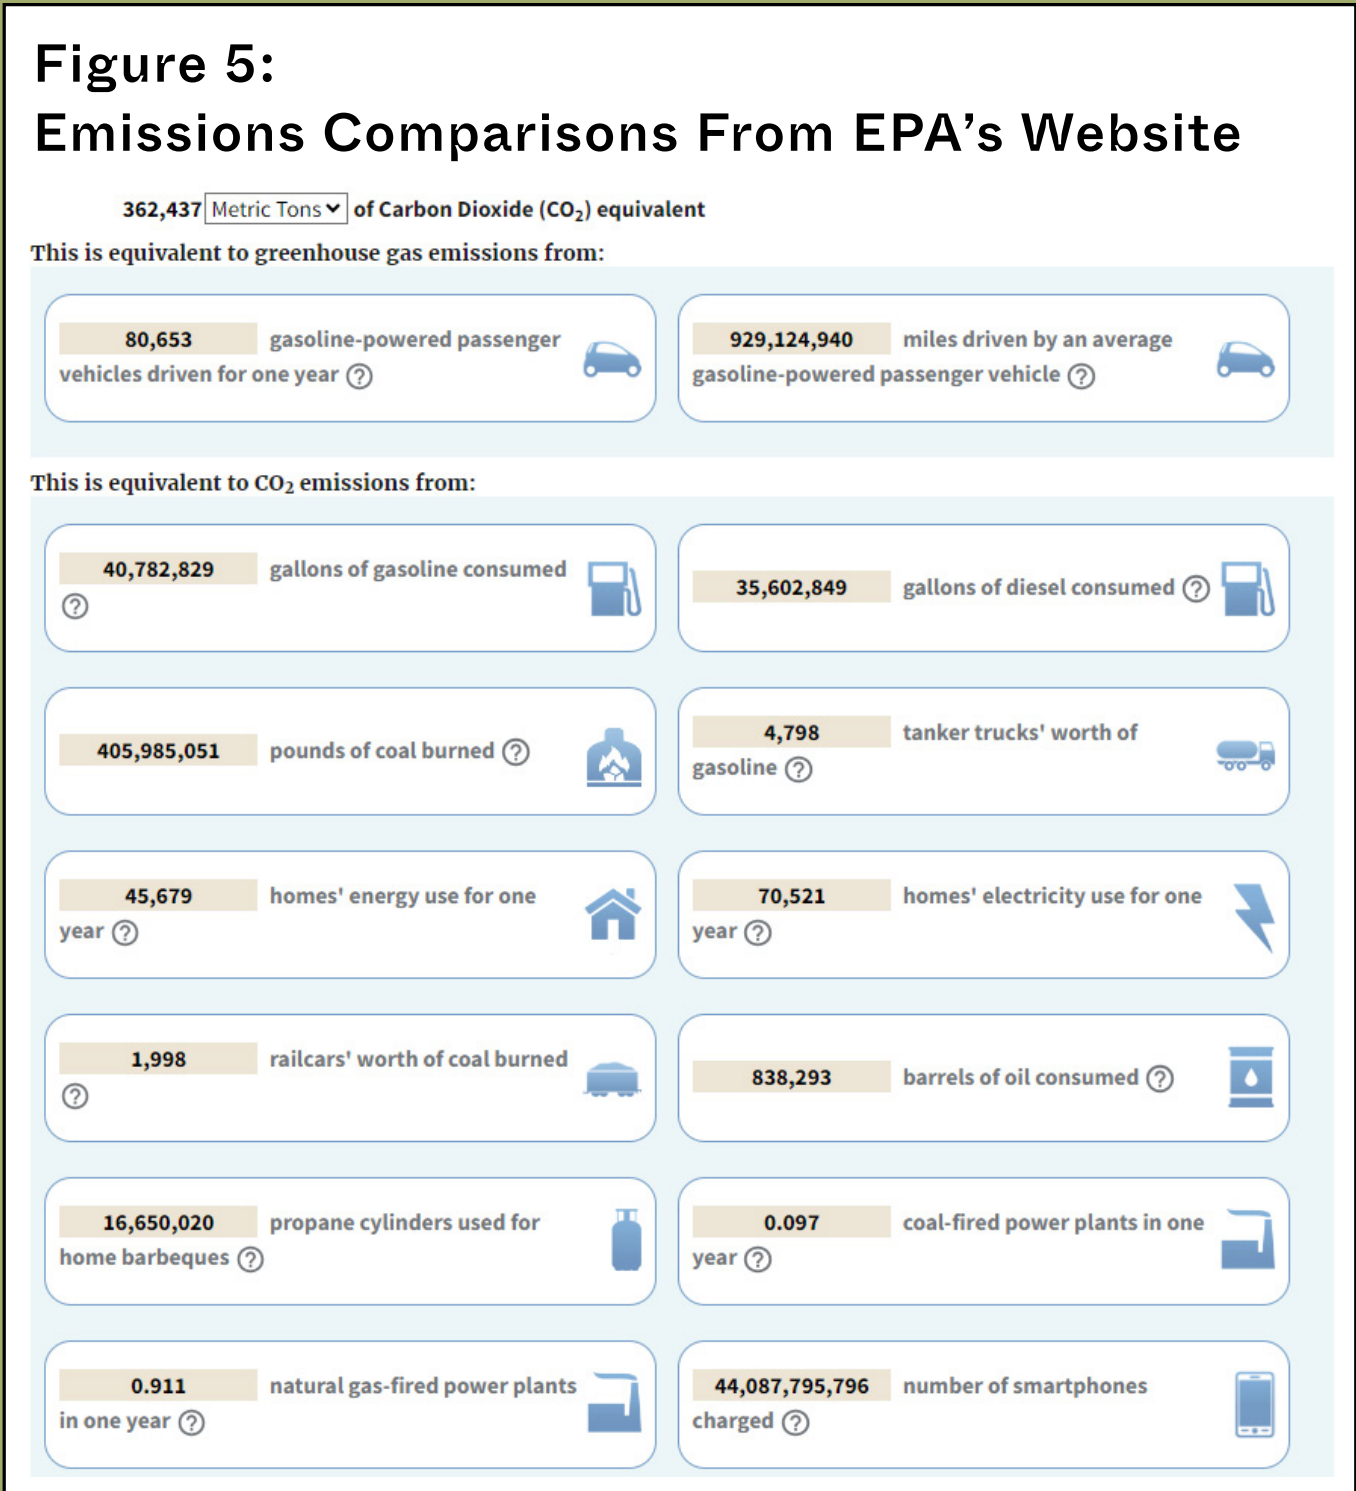 Figure 5:
Emissions Comparisons From EPA's Website
362,437 Metric Tons of Carbon Dioxide (CO₂) equivalent
This is equivalent to greenhouse gas emissions from:
80,653 gasoline-powered passenger
vehicles driven for one year ?
929,124,940 miles driven by an average
gasoline-powered passenger vehicle ?
This is equivalent to CO₂ emissions from:
40,782,829 gallons of gasoline consumed
?
35,602,849 gallons of diesel consumed ?
405,985,051 pounds of coal burned ?
4,798 tanker trucks' worth of
gasoline ?
45,679 homes' energy use for one
year ?
70,521 homes' electricity use for one
year ?
1,998 railcars' worth of coal burned
?
838,293 barrels of oil consumed ?
16,650,020 propane cylinders used for
home barbeques ?
0.097 coal-fired power plants in one
year ?
0.911 natural gas-fired power plants
in one year ?
44,087,795,796 number of smartphones
charged ?